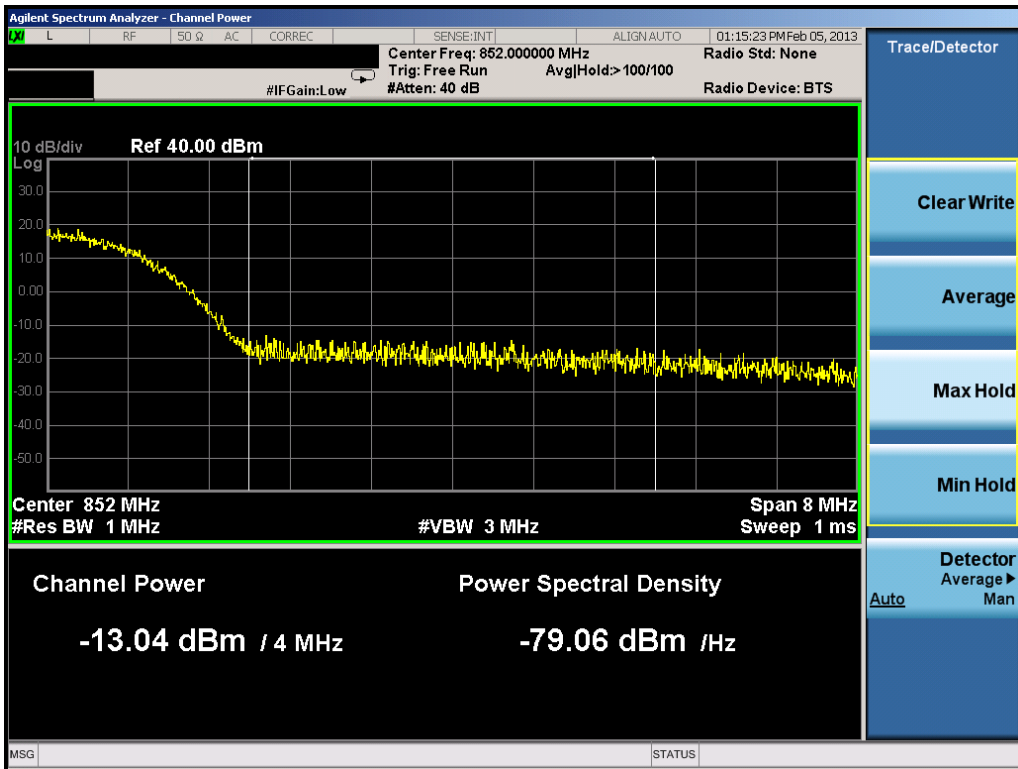 Agilent Spectrum Analyzer - Channel Power
LXI L RF 50 Ω AC CORREC SENSE:INT ALIGN AUTO 01:15:23 PM Feb 05, 2013
Center Freq: 852.000000 MHz Radio Std: None
Trig: Free Run Avg|Hold:>100/100
#IFGain:Low #Atten: 40 dB Radio Device: BTS
10 dB/div Ref 40.00 dBm
Log
30.0
20.0
10.0
0.00
-10.0
-20.0
-30.0
-40.0
-50.0
Center 852 MHz Span 8 MHz
#Res BW 1 MHz #VBW 3 MHz Sweep 1 ms
Channel Power Power Spectral Density
-13.04 dBm / 4 MHz -79.06 dBm /Hz
MSG STATUS
Trace/Detector
Clear Write
Average
Max Hold
Min Hold
Detector
Average▶
Auto Man